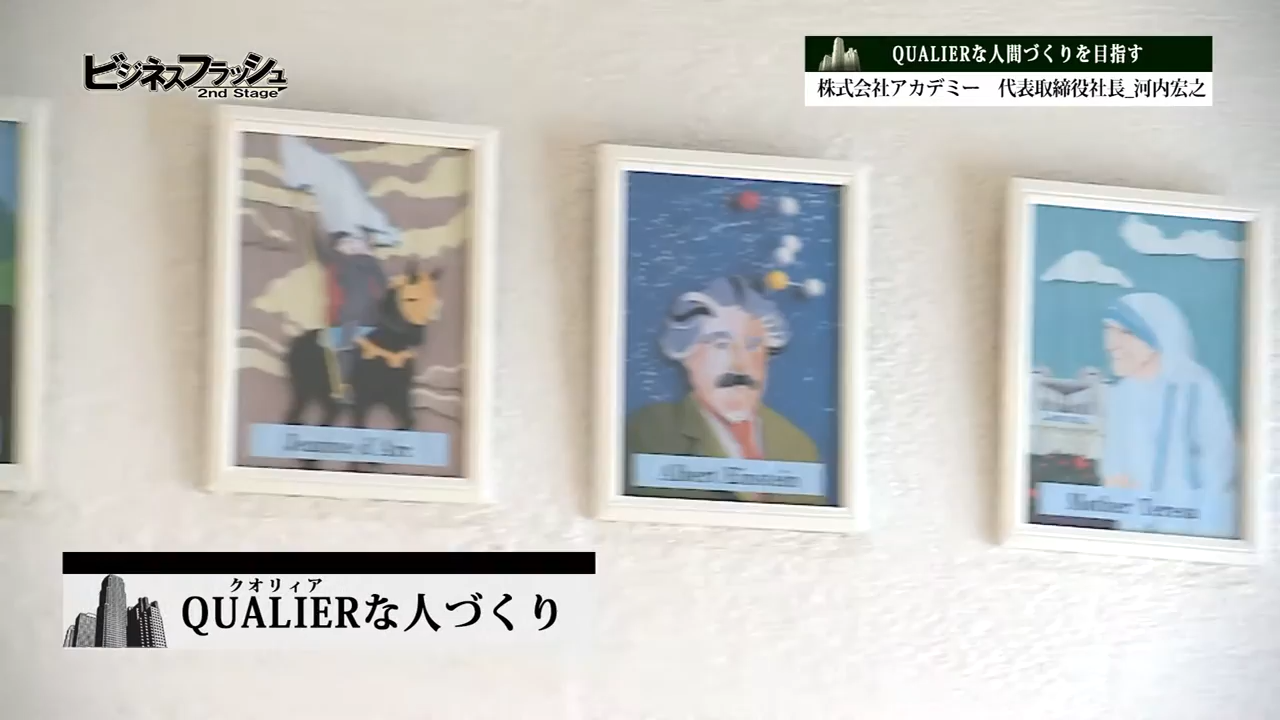 ビジネスフラッシュ
2nd Stage
QUALIERな人間づくりを目指す
株式会社アカデミー 代表取締役社長_河内宏之
Jeanne d'Arc
Albert Einstein
Mother Teresa
クオリィア
QUALIERな人づくり